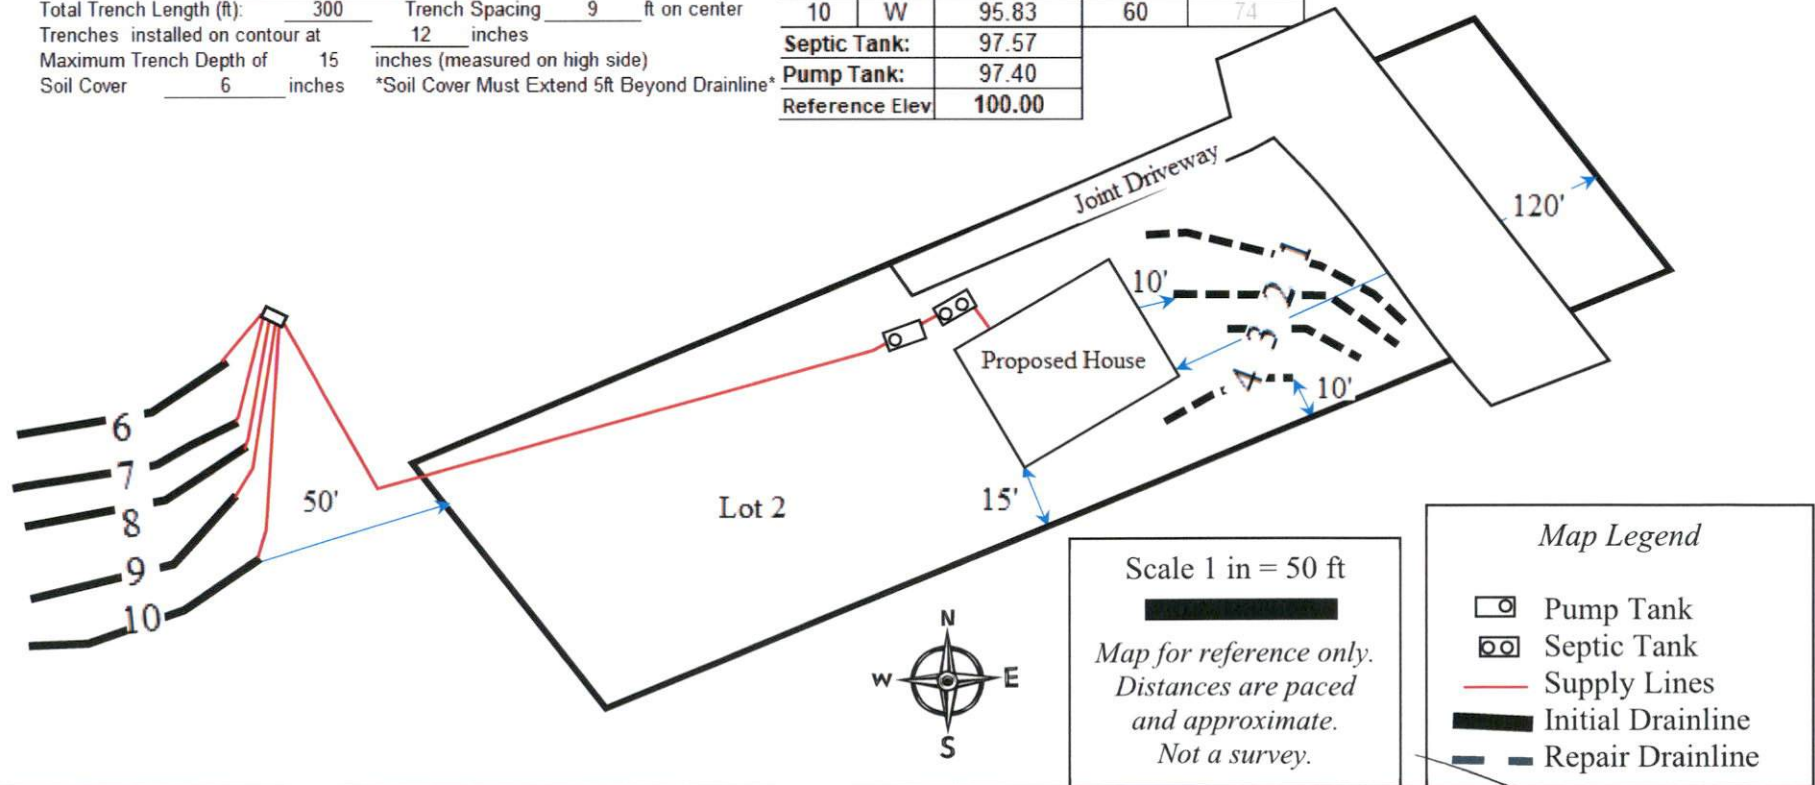 Total Trench Length (ft): 300 Trench Spacing 9 ft on center
Trenches installed on contour at 12 inches
Maximum Trench Depth of 15 inches (measured on high side)
Soil Cover 6 inches *Soil Cover Must Extend 5ft Beyond Drainline*
10 W 95.83 60 74
Septic Tank: 97.57
Pump Tank: 97.40
Reference Elev 100.00
Joint Driveway
120'
1
10'
2
3
Proposed House
4
10'
6
7
8
9
10
50'
Lot 2
15'
N
W
E
S
Scale 1 in = 50 ft
Map for reference only.
Distances are paced
and approximate.
Not a survey.
Map Legend
Pump Tank
Septic Tank
Supply Lines
Initial Drainline
Repair Drainline